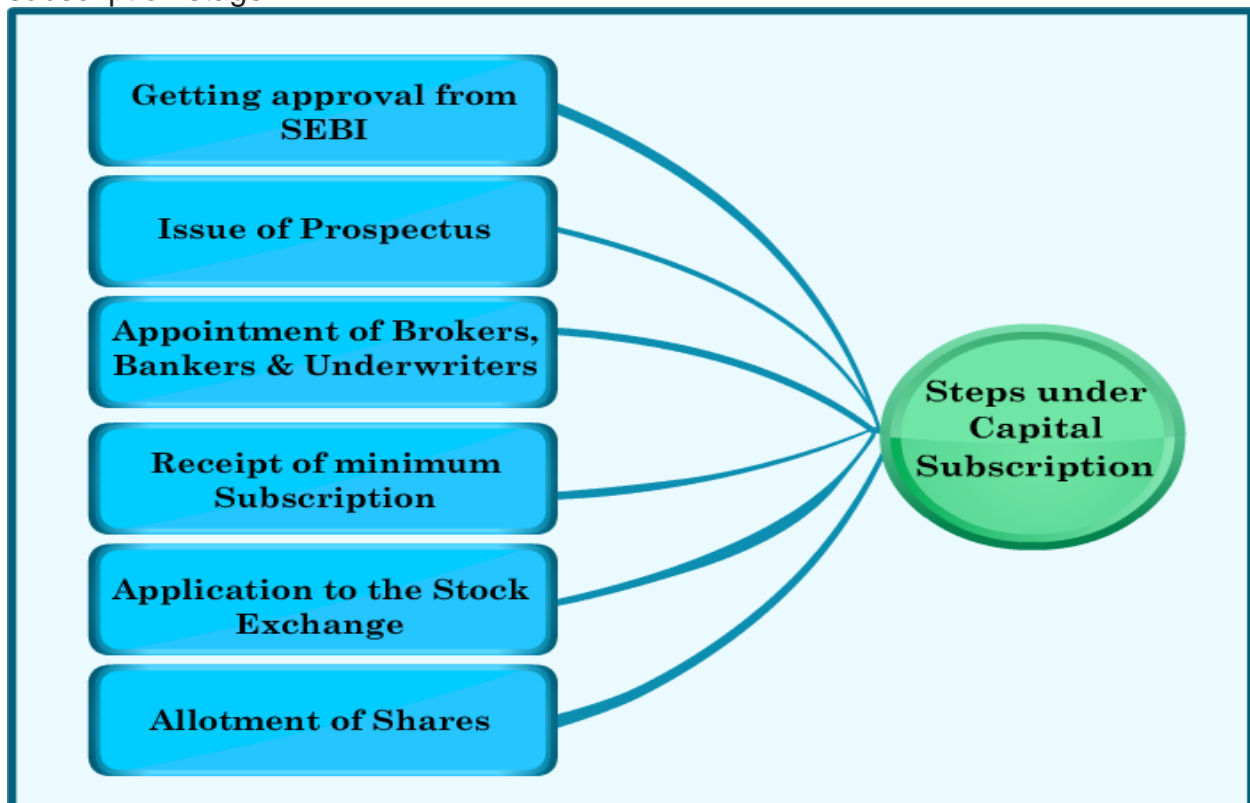 Getting approval from
SEBI
Issue of Prospectus
Appointment of Brokers,
Bankers & Underwriters
Receipt of minimum
Subscription
Application to the Stock
Exchange
Allotment of Shares
Steps under
Capital
Subscription